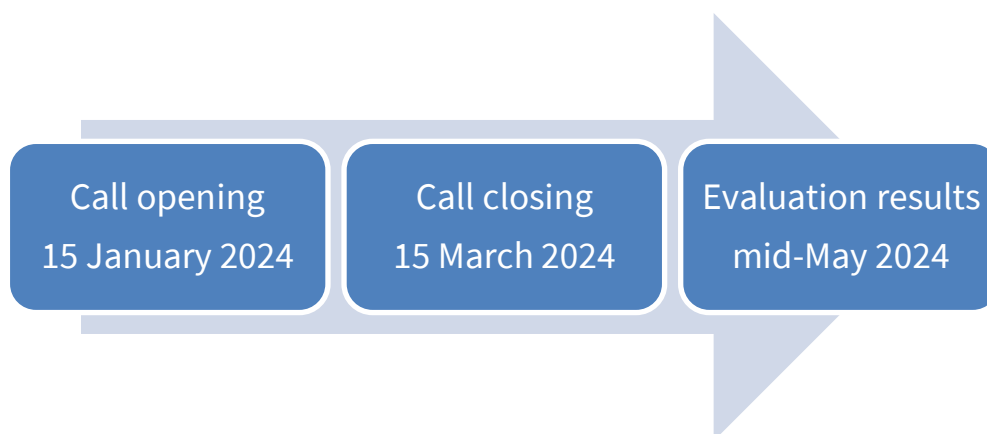 Call opening
15 January 2024
Call closing
15 March 2024
Evaluation results
mid-May 2024